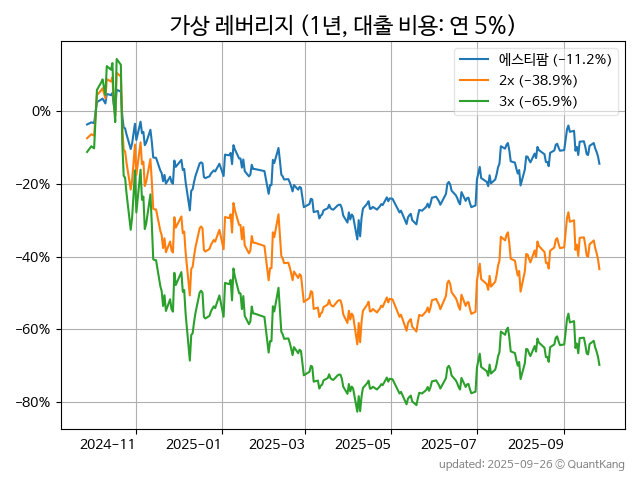 가상 레버리지 (1년, 대출 비용: 연 5%)
에스티팜 (-11.2%)
2x (-38.9%)
3x (-65.9%)
0%
-20%
-40%
-60%
-80%
2024-11
2025-01
2025-03
2025-05
2025-07
2025-09
updated: 2025-09-26 © QuantKang